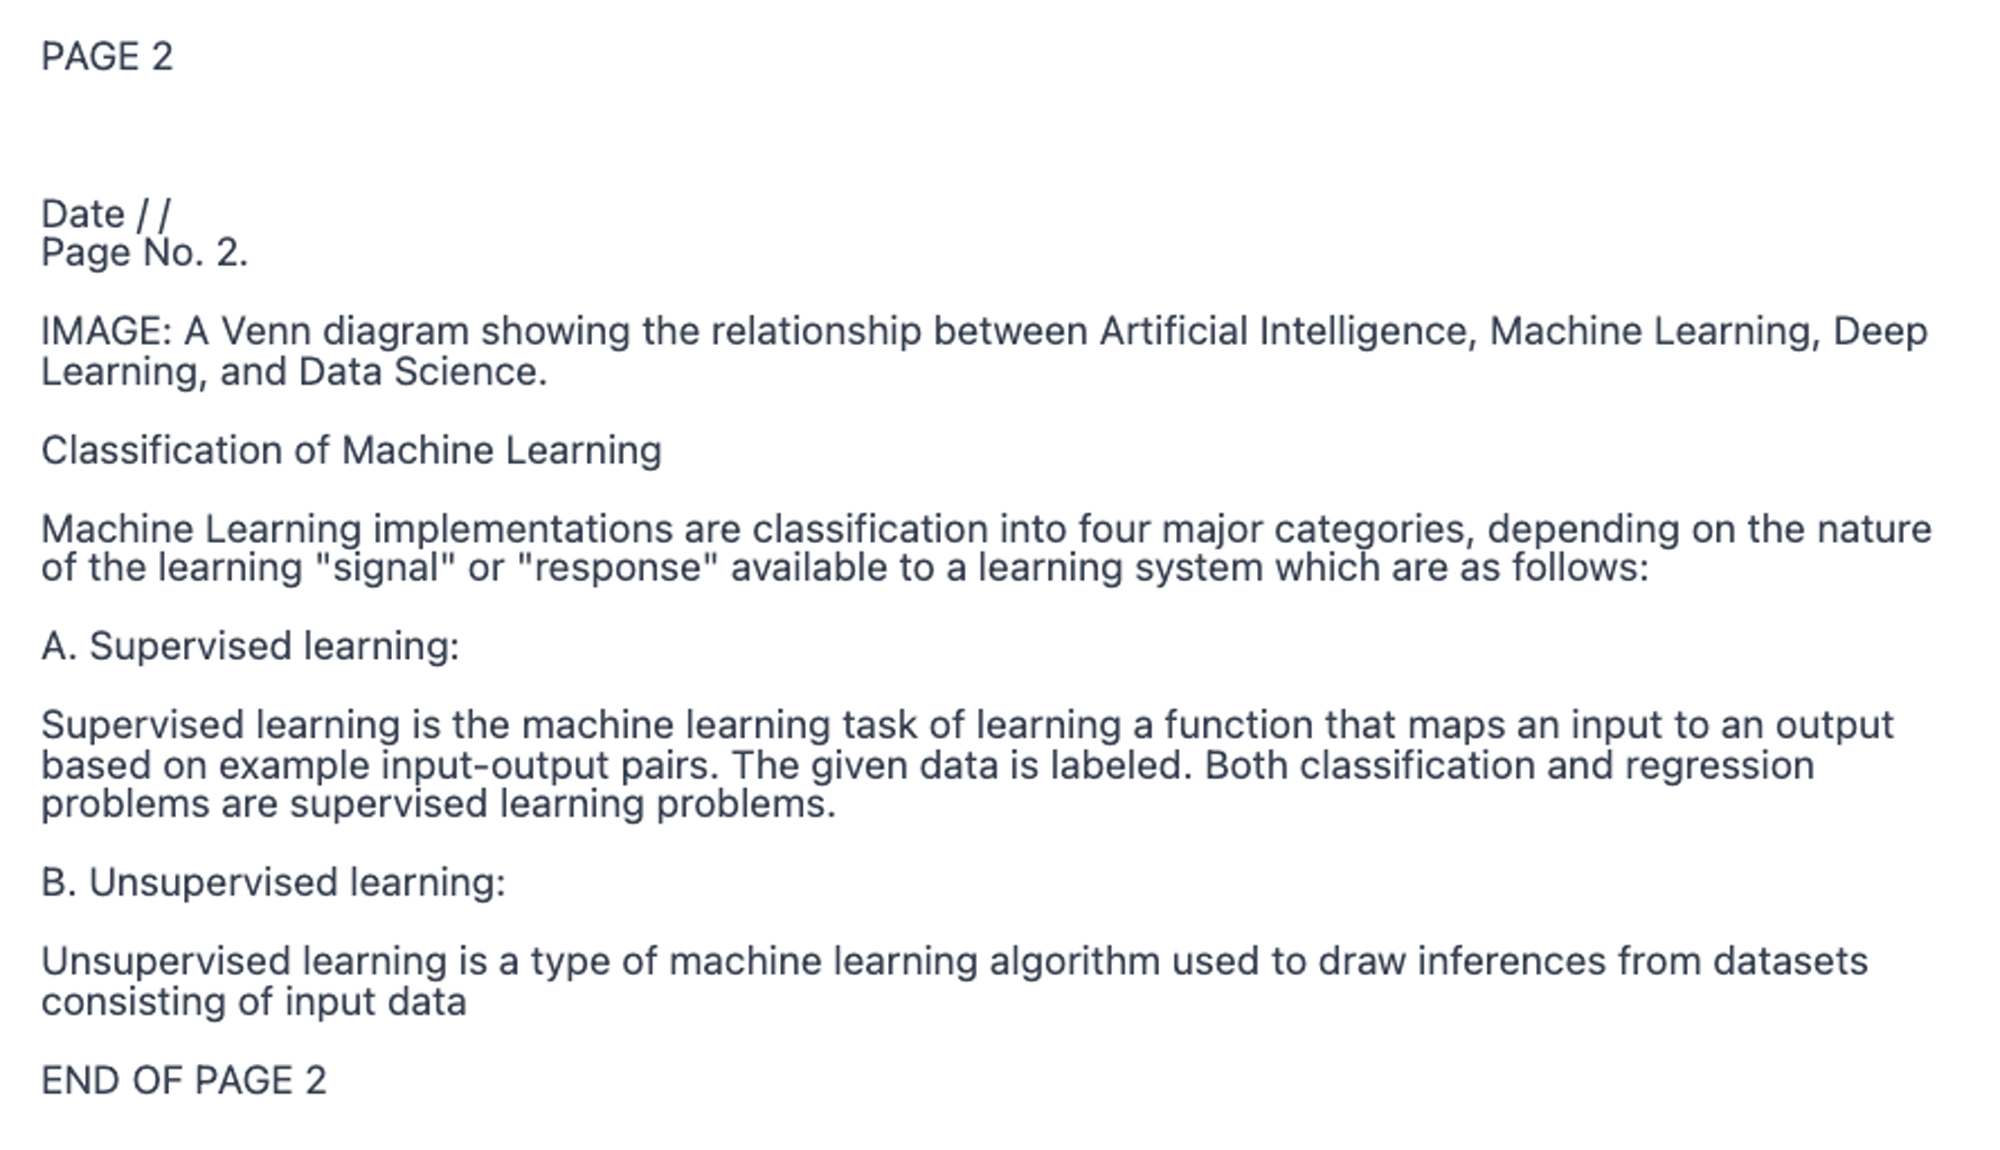 PAGE 2
Date / /
Page No. 2.
IMAGE: A Venn diagram showing the relationship between Artificial Intelligence, Machine Learning, Deep
Learning, and Data Science.
Classification of Machine Learning
Machine Learning implementations are classification into four major categories, depending on the nature
of the learning "signal" or "response" available to a learning system which are as follows:
A. Supervised learning:
Supervised learning is the machine learning task of learning a function that maps an input to an output
based on example input-output pairs. The given data is labeled. Both classification and regression
problems are supervised learning problems.
B. Unsupervised learning:
Unsupervised learning is a type of machine learning algorithm used to draw inferences from datasets
consisting of input data
END OF PAGE 2